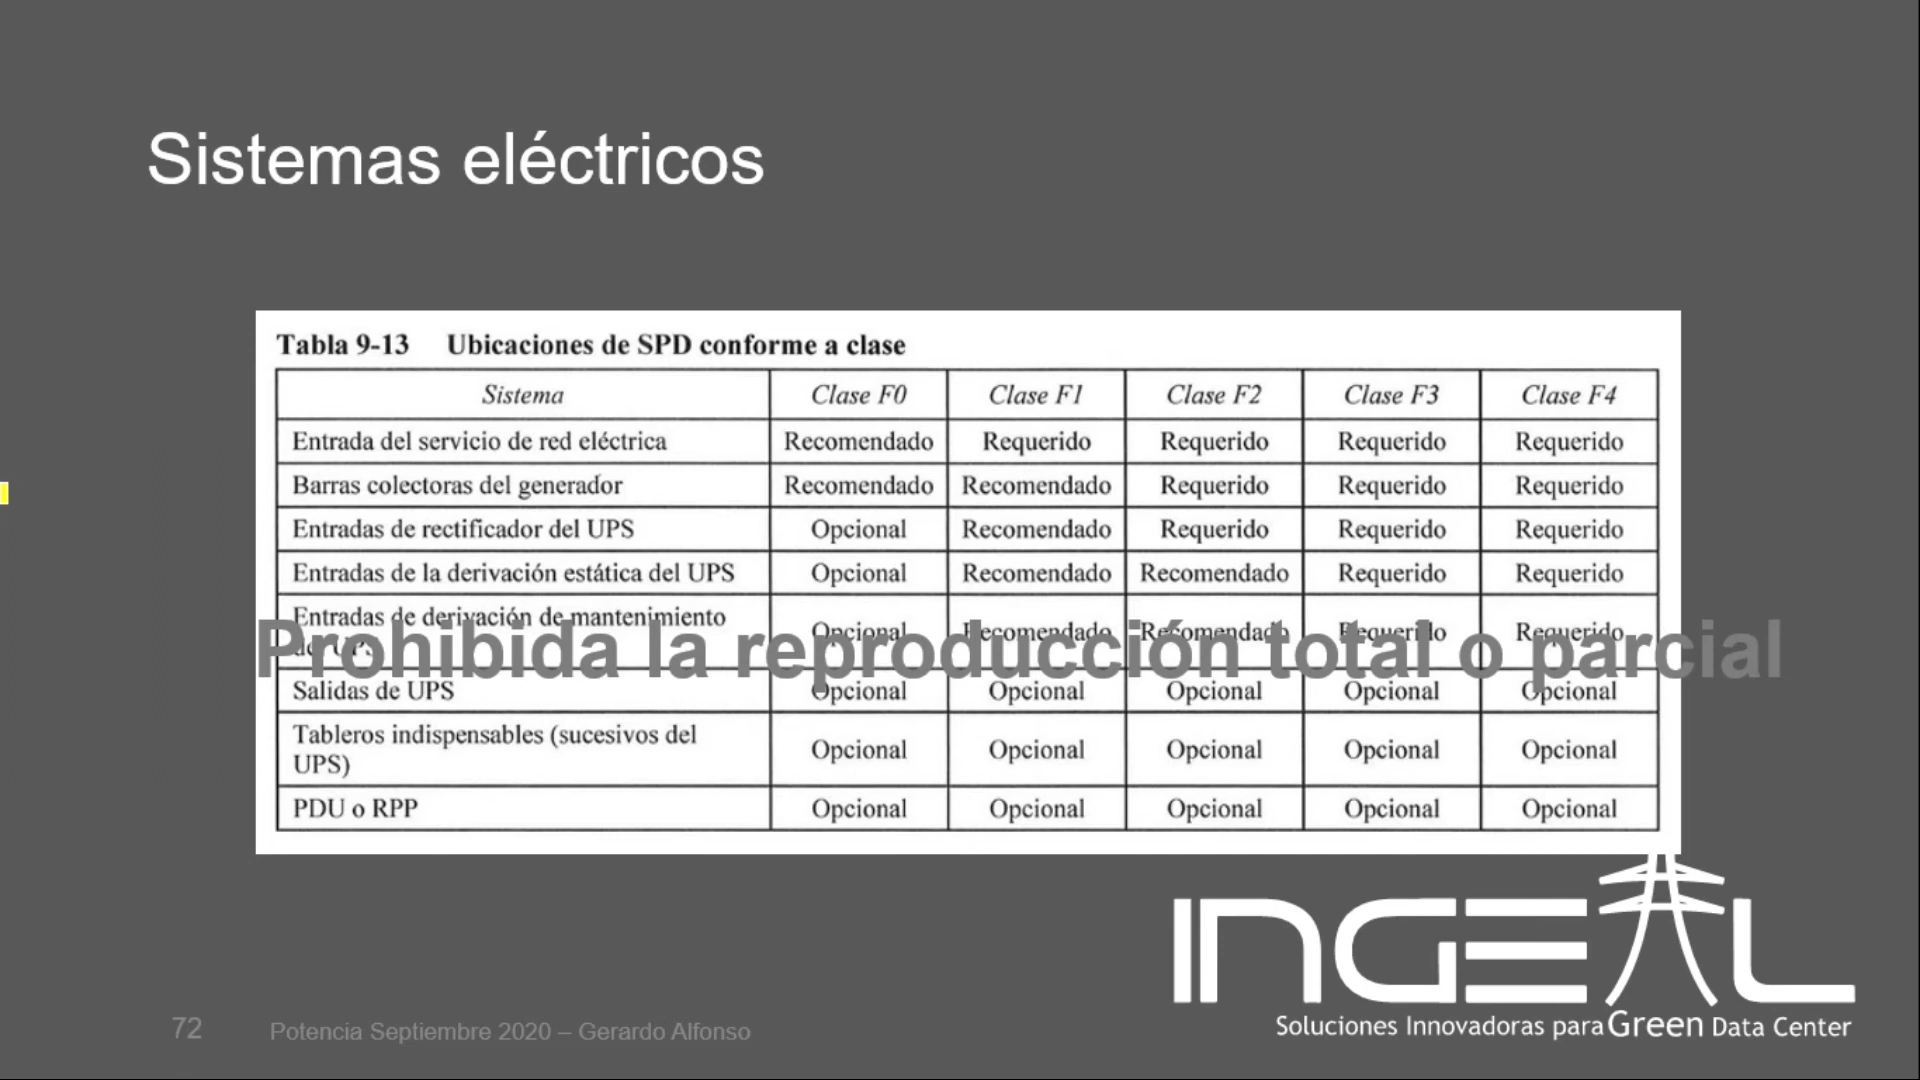 Sistemas eléctricos
Tabla 9-13 Ubicaciones de SPD conforme a clase
Sistema Clase F0 Clase F1 Clase F2 Clase F3 Clase F4
Entrada del servicio de red eléctrica Recomendado Requerido Requerido Requerido Requerido
Barras colectoras del generador Recomendado Recomendado Requerido Requerido Requerido
Entradas de rectificador del UPS Opcional Recomendado Requerido Requerido Requerido
Entradas de la derivación estática del UPS Opcional Recomendado Recomendado Requerido Requerido
Entradas de derivación de mantenimiento
del UPS Opcional Recomendado Recomendado Requerido Requerido
Prohibida la reproducción total o parcial
Salidas de UPS Opcional Opcional Opcional Opcional Opcional
Tableros indispensables (sucesivos del
UPS) Opcional Opcional Opcional Opcional Opcional
PDU o RPP Opcional Opcional Opcional Opcional Opcional
INGEAL
Soluciones Innovadoras para Green Data Center
72 Potencia Septiembre 2020 – Gerardo Alfonso